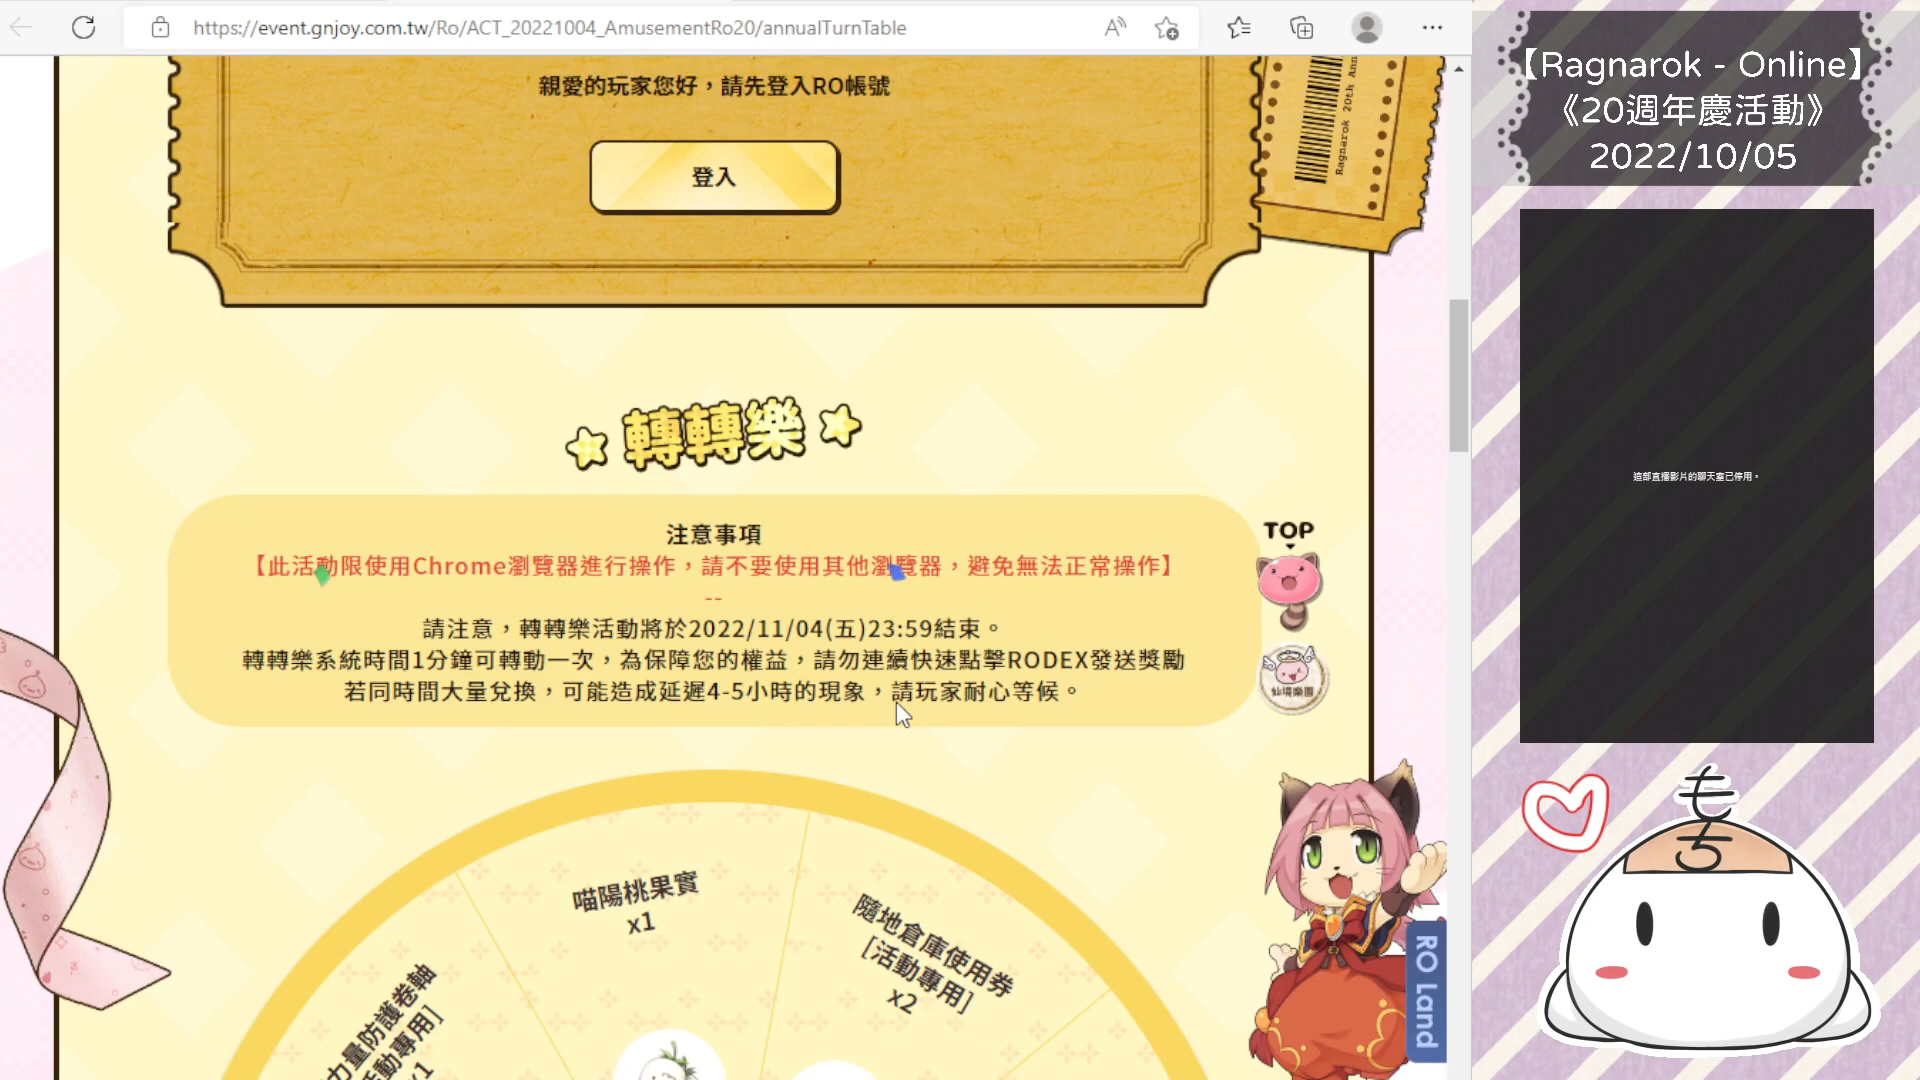 https://event.gnjoy.com.tw/Ro/ACT_20221004_AmusementRo20/annualTurnTable
親愛的玩家您好，請先登入RO帳號
登入
Ragnarok 20th Ann
轉轉樂
注意事項
【此活動限使用Chrome瀏覽器進行操作，請不要使用其他瀏覽器，避免無法正常操作】
--
請注意，轉轉樂活動將於2022/11/04(五)23:59結束。
轉轉樂系統時間1分鐘可轉動一次，為保障您的權益，請勿連續快速點擊RODEX發送獎勵
若同時間大量兌換，可能造成延遲4-5小時的現象，請玩家耐心等候。
TOP
仙境樂園
喵陽桃果實
x1
隨地倉庫使用券
[活動專用]
x2
力量防護卷軸
活動專用]
x1
RO Land
【Ragnarok - Online】
《20週年慶活動》
2022/10/05
這部直播影片的聊天室已停用。
もち